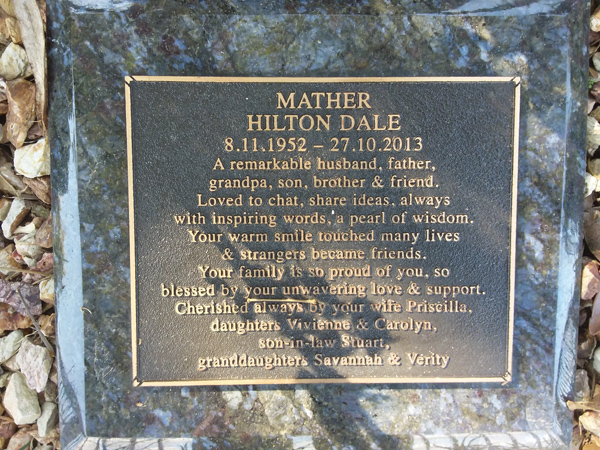 MATHER
HILTON DALE
8.11.1952 – 27.10.2013
A remarkable husband, father,
grandpa, son, brother & friend.
Loved to chat, share ideas, always
with inspiring words, a pearl of wisdom.
Your warm smile touched many lives
& strangers became friends.
Your family is so proud of you, so
blessed by your unwavering love & support.
Cherished always by your wife Priscilla,
daughters Vivienne & Carolyn,
son-in-law Stuart,
granddaughters Savannah & Verity